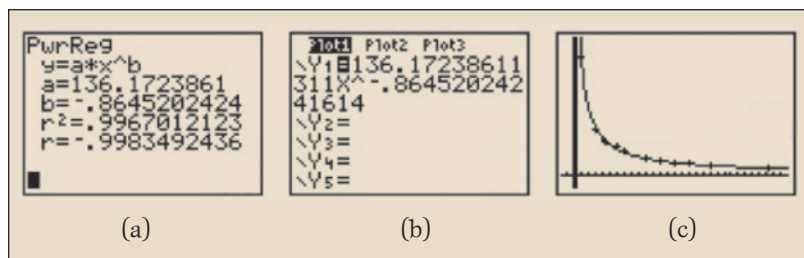 PwrReg
y=a*x^b
a=136.1723861
b=-.8645202424
r²=.9967012123
r=-.9983492436
Plot1 Plot2 Plot3
\Y₁=136.17238611
311X^-.864520242
41614
\Y₂=
\Y₃=
\Y₄=
\Y₅=
(a) (b) (c)